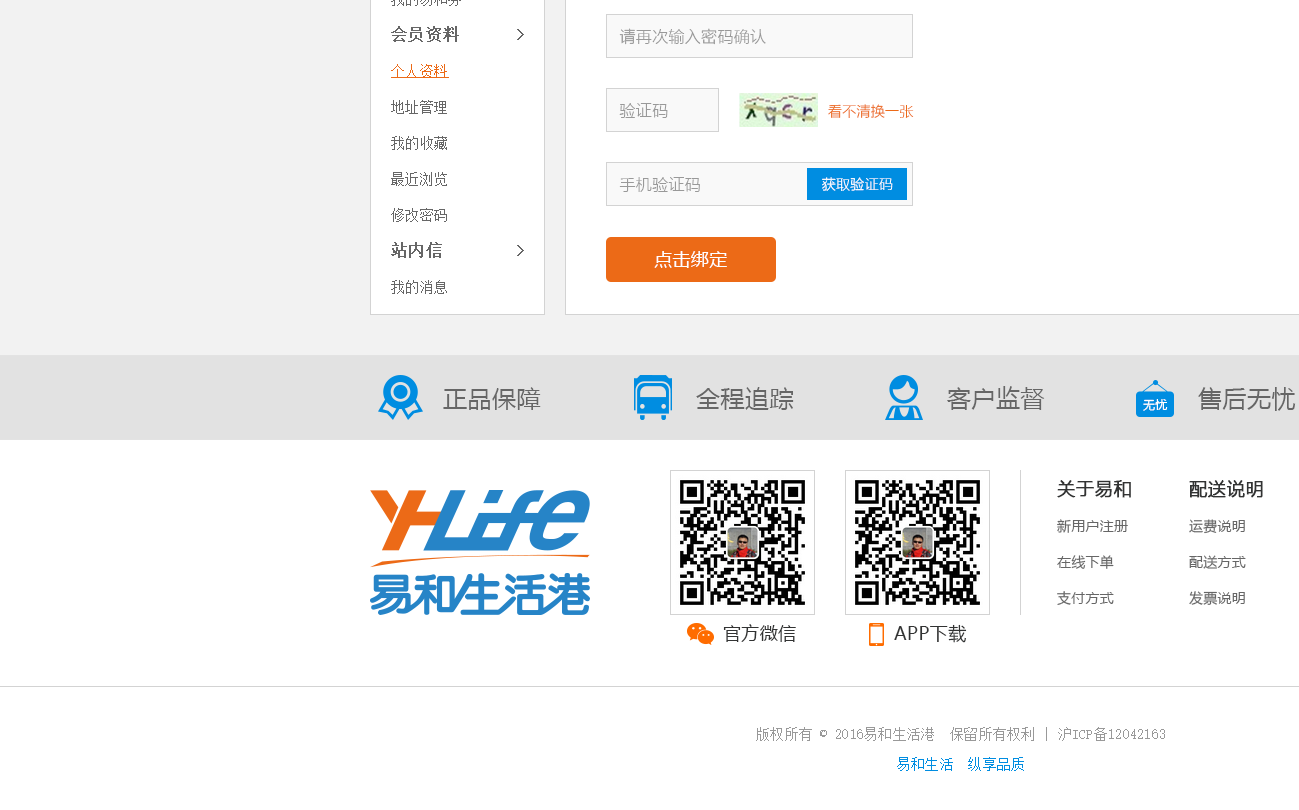 我的易和券
会员资料
个人资料
地址管理
我的收藏
最近浏览
修改密码
站内信
我的消息
请再次输入密码确认
验证码
看不清换一张
手机验证码
获取验证码
点击绑定
正品保障
全程追踪
客户监督
无忧
售后无忧
YHLife
易和生活港
官方微信
APP下载
关于易和
新用户注册
在线下单
支付方式
配送说明
运费说明
配送方式
发票说明
版权所有 © 2016易和生活港 保留所有权利 | 沪ICP备12042163
易和生活 纵享品质